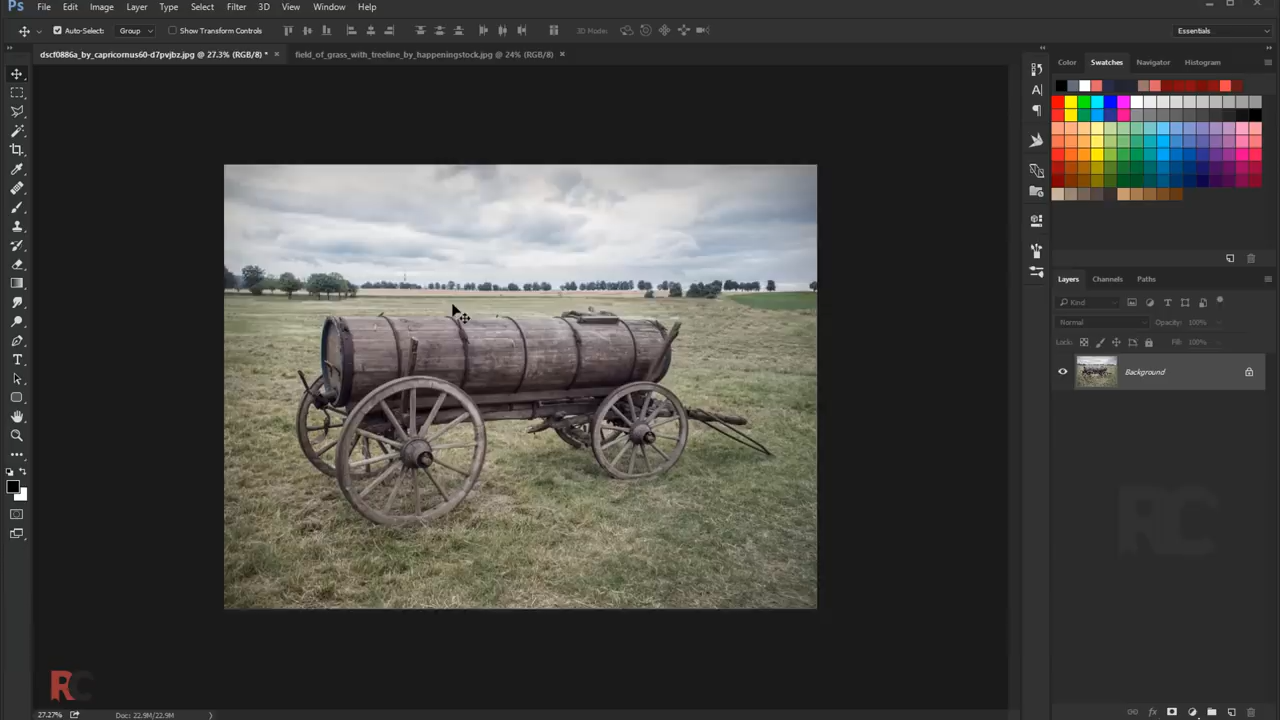 Ps File Edit Image Layer Type Select Filter 3D View Window Help
Auto-Select: Group Show Transform Controls 3D Mode: Essentials
dscf0886a_by_capricornus60-d7pvjbz.jpg @ 27.3% (RGB/8) * × field_of_grass_with_treeline_by_happeningstock.jpg @ 24% (RGB/8) ×
Color Swatches Navigator Histogram
Layers Channels Paths
Kind
Normal Opacity: 100%
Lock: Fill: 100%
Background
RC
RC
27.27% Doc: 22.9M/22.9M